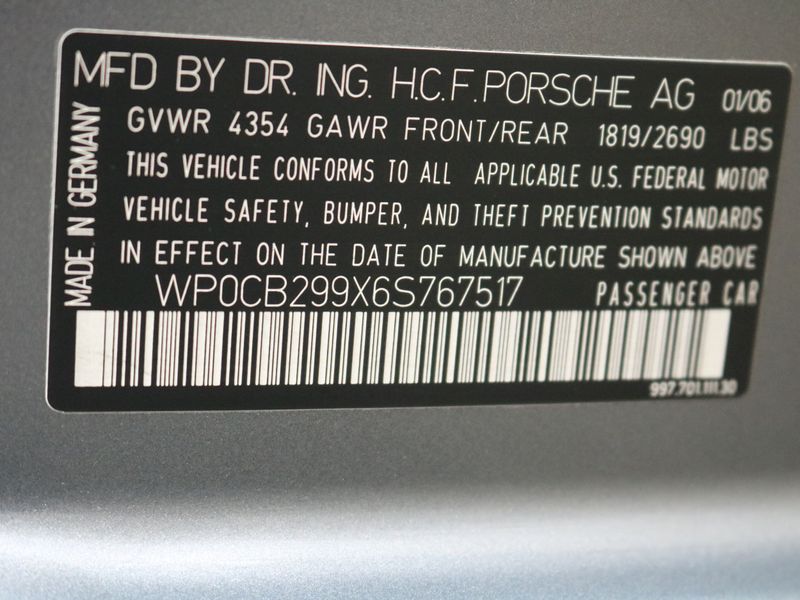 MFD BY DR. ING. H.C.F. PORSCHE AG 01/06
GVWR 4354 GAWR FRONT/REAR 1819/2690 LBS
THIS VEHICLE CONFORMS TO ALL APPLICABLE U.S. FEDERAL MOTOR
VEHICLE SAFETY, BUMPER, AND THEFT PREVENTION STANDARDS
IN EFFECT ON THE DATE OF MANUFACTURE SHOWN ABOVE
WP0CB299X6S767517 PASSENGER CAR
997.701.111.30
MADE IN GERMANY